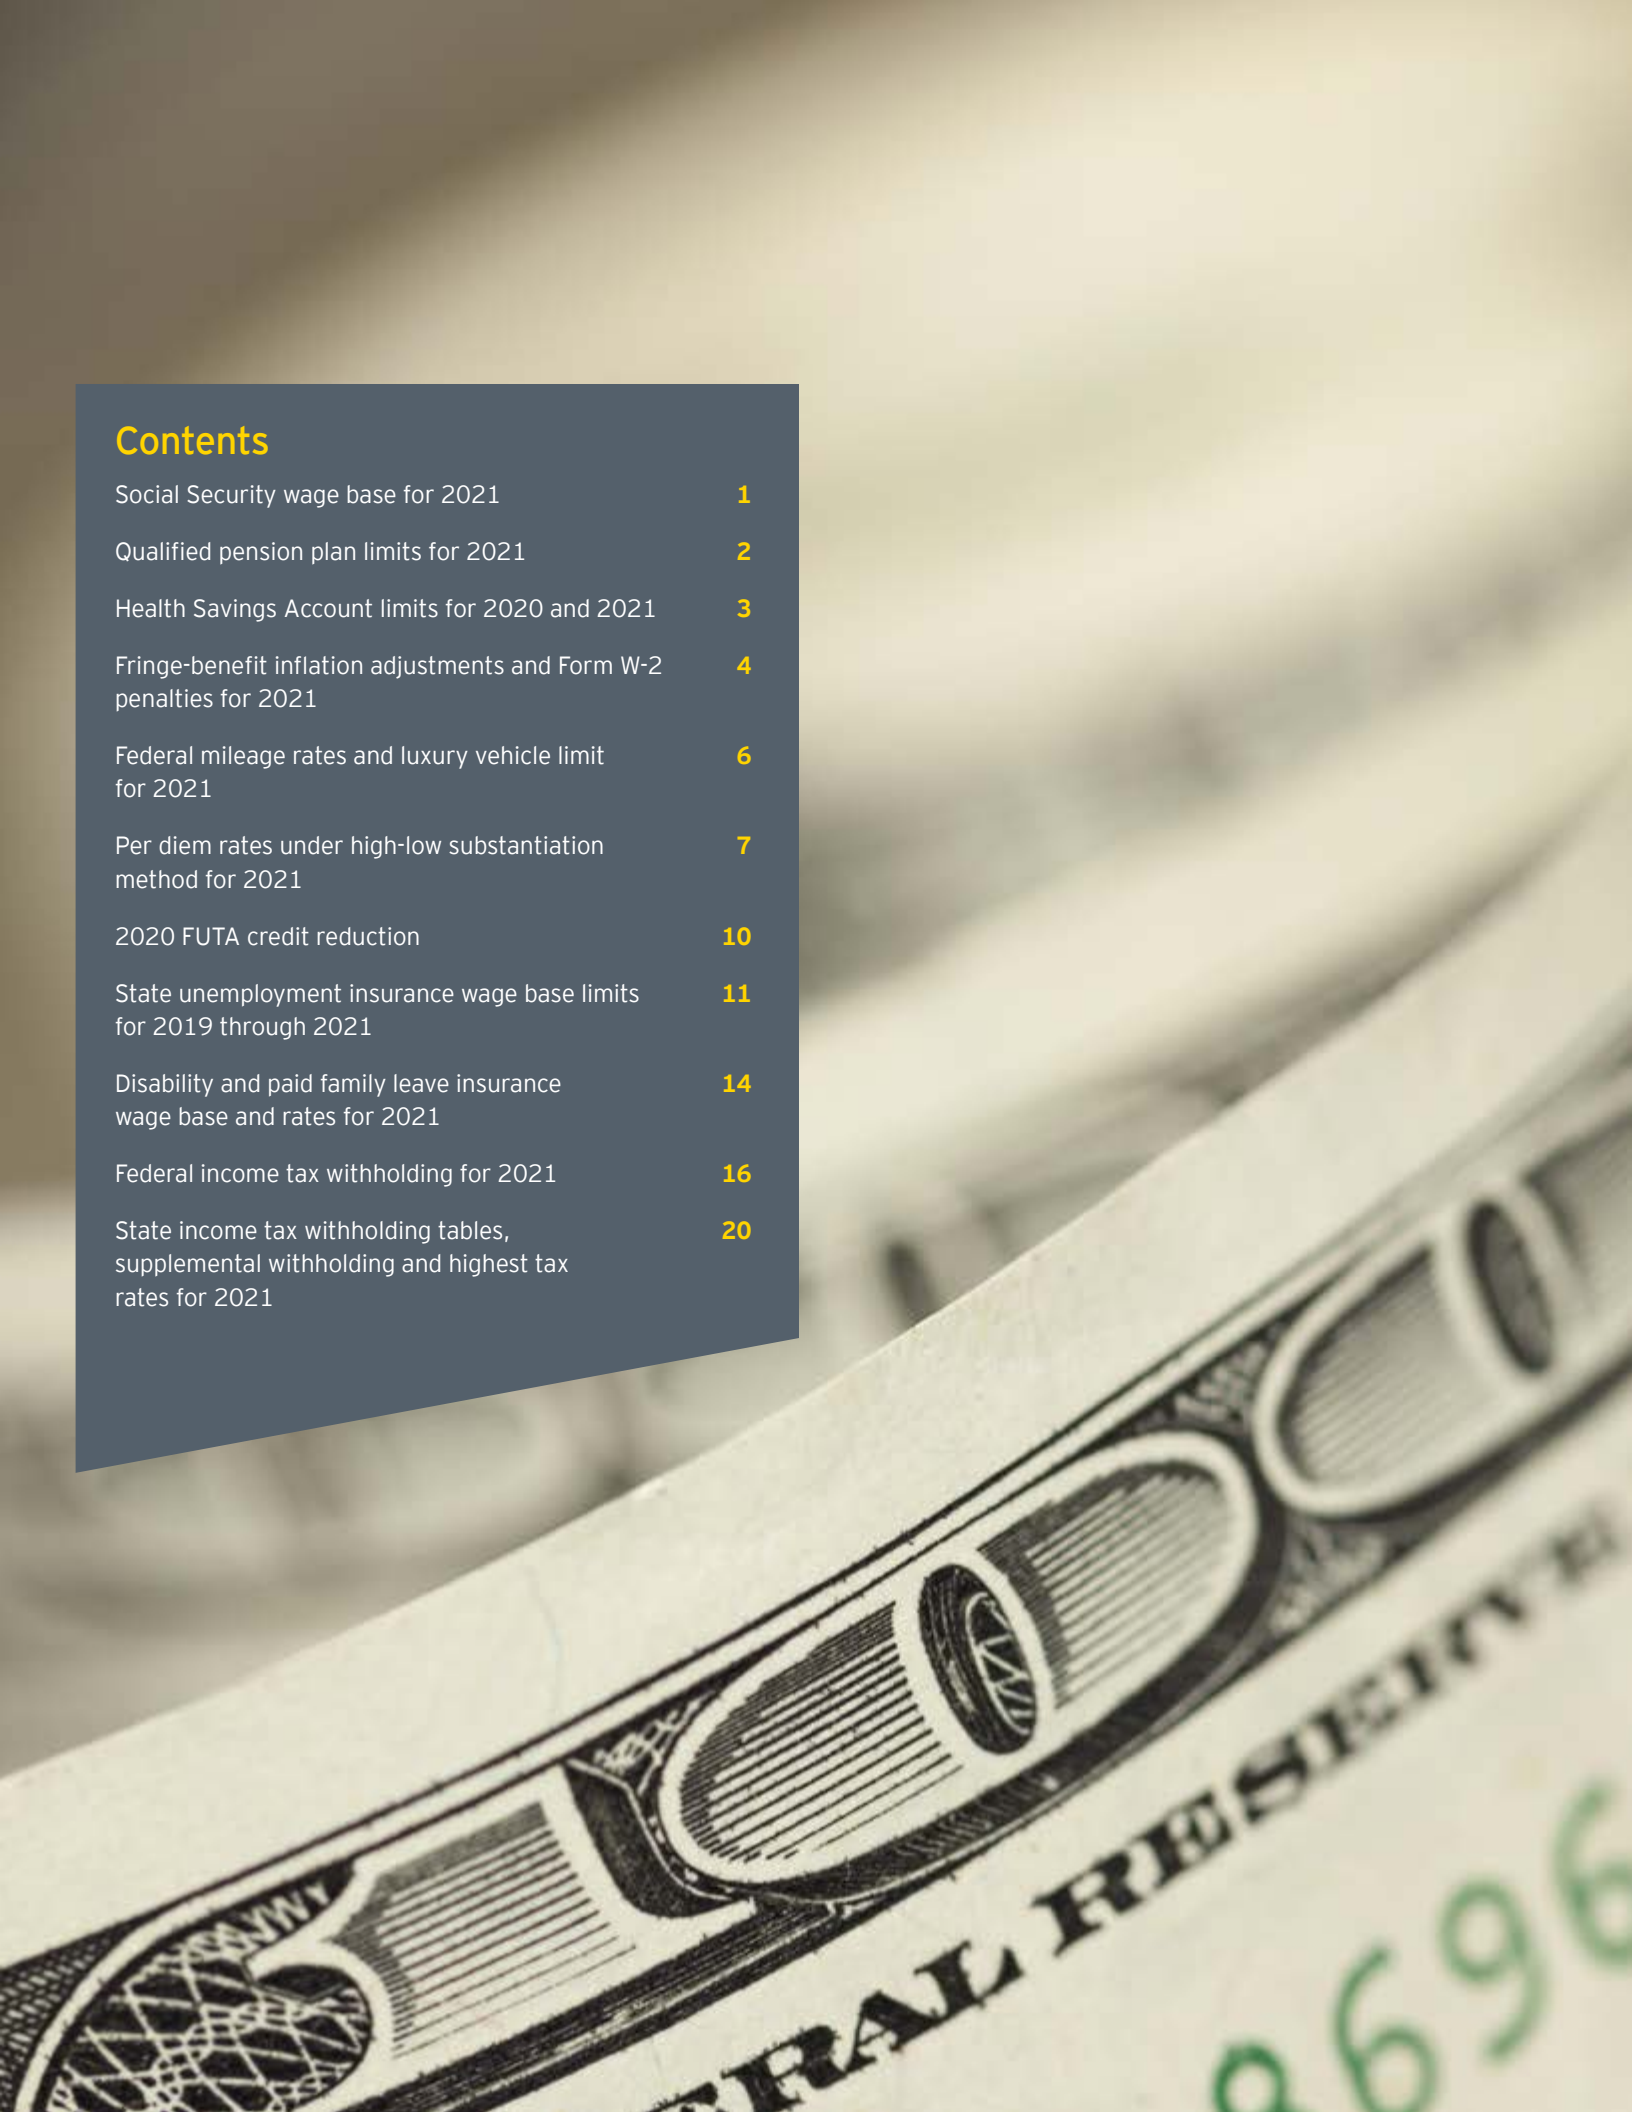 Contents
Social Security wage base for 2021 1
Qualified pension plan limits for 2021 2
Health Savings Account limits for 2020 and 2021 3
Fringe-benefit inflation adjustments and Form W-2 4
penalties for 2021
Federal mileage rates and luxury vehicle limit 6
for 2021
Per diem rates under high-low substantiation 7
method for 2021
2020 FUTA credit reduction 10
State unemployment insurance wage base limits 11
for 2019 through 2021
Disability and paid family leave insurance 14
wage base and rates for 2021
Federal income tax withholding for 2021 16
State income tax withholding tables, 20
supplemental withholding and highest tax
rates for 2021
100
RAL RESERVE
8696